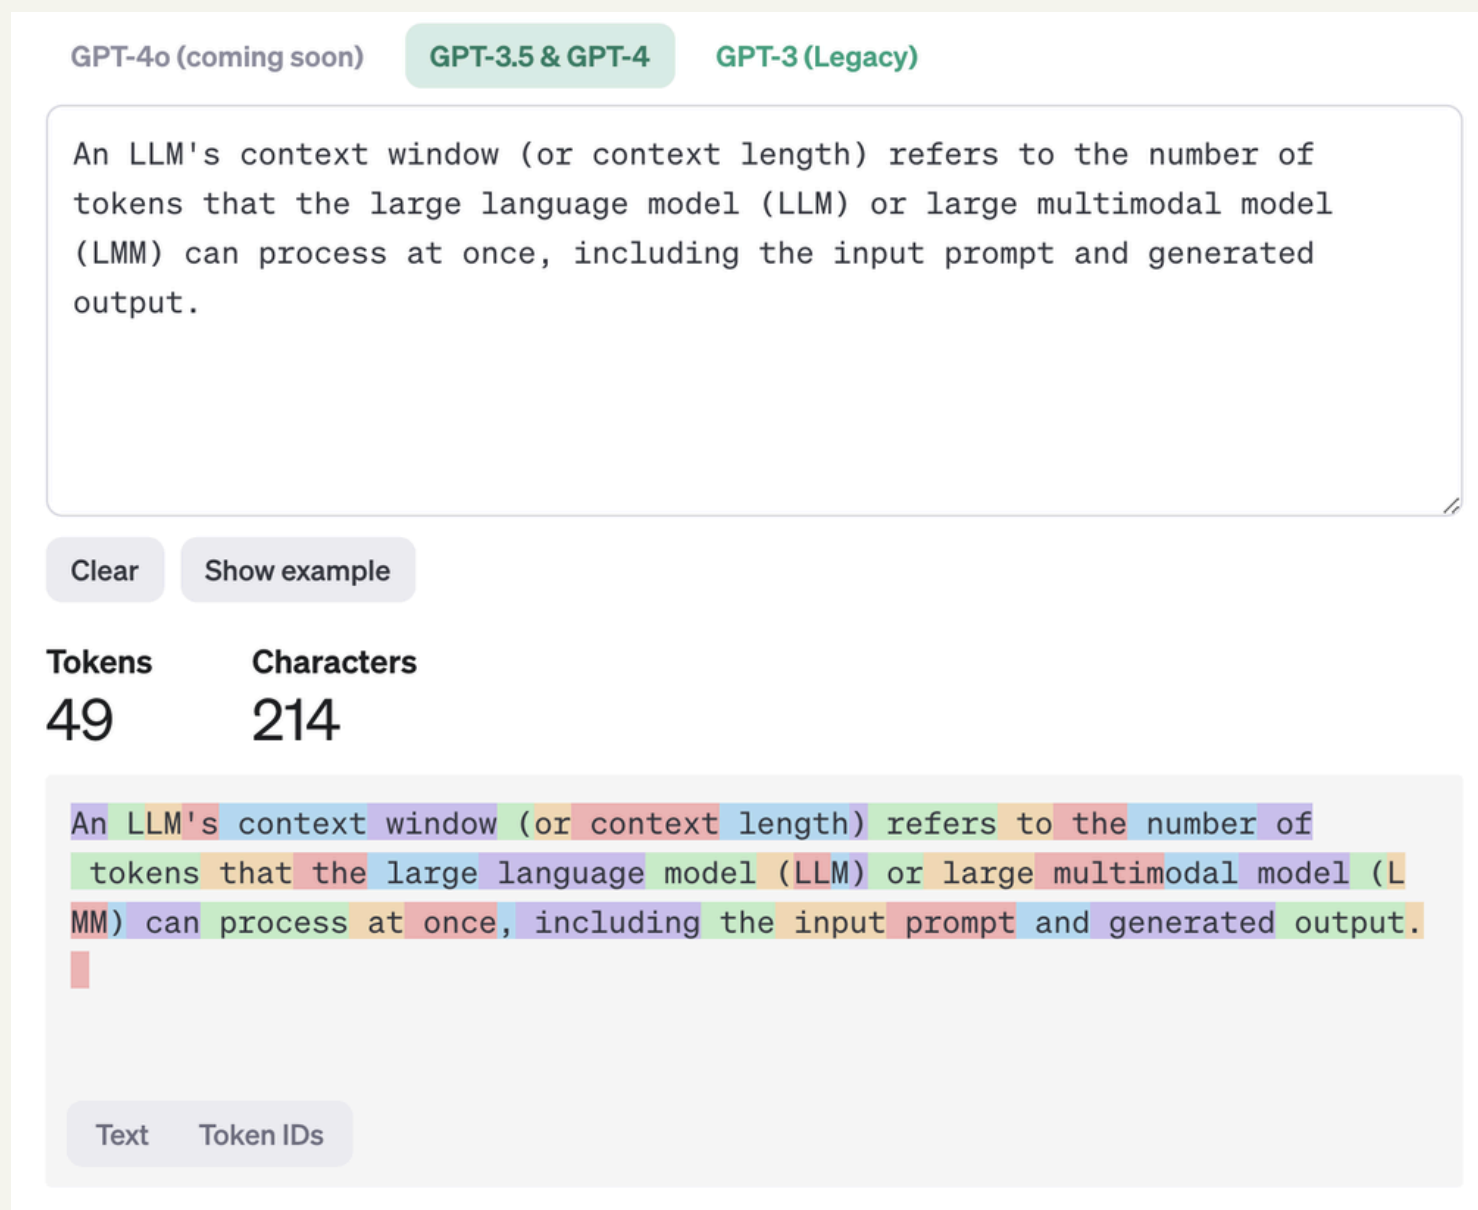 GPT-4o (coming soon) GPT-3.5 & GPT-4 GPT-3 (Legacy)
An LLM's context window (or context length) refers to the number of
tokens that the large language model (LLM) or large multimodal model
(LMM) can process at once, including the input prompt and generated
output.
Clear Show example
Tokens Characters
49 214
An LLM's context window (or context length) refers to the number of
tokens that the large language model (LLM) or large multimodal model (L
MM) can process at once, including the input prompt and generated output.
Text Token IDs